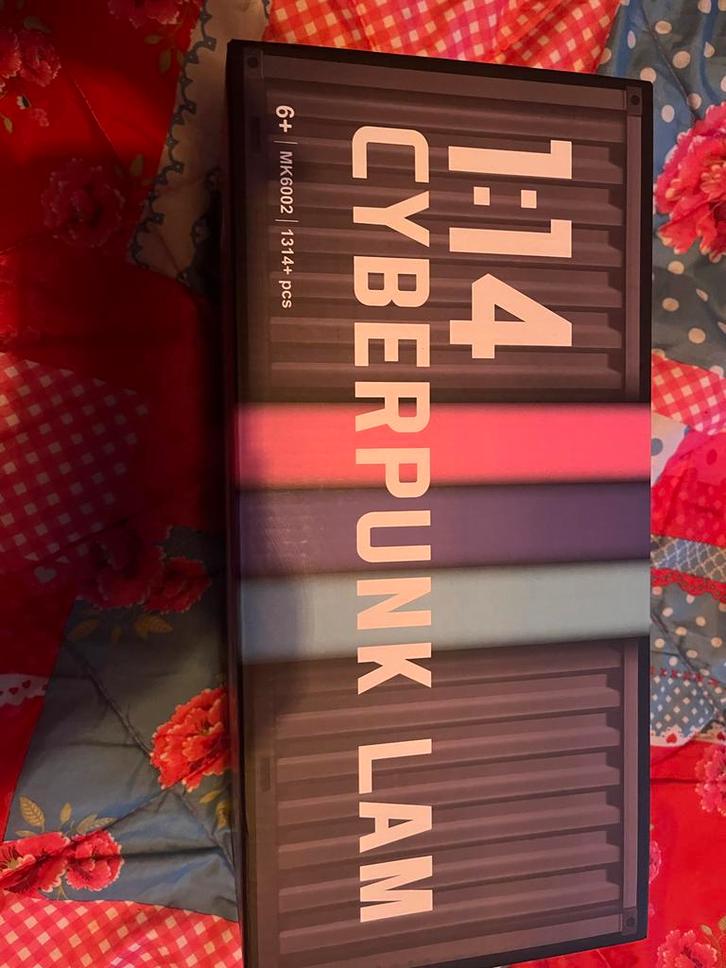 1:14
CYBERPUNK LAM
6+ | MK6002 | 1314+ pcs